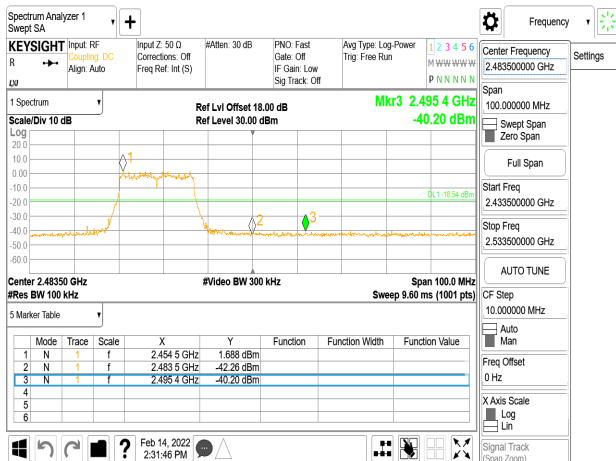 Spectrum Analyzer 1
Swept SA
Frequency
KEYSIGHT
R
LXI
Input: RF
Coupling: DC
Align: Auto
Input Z: 50 Ω
Corrections: Off
Freq Ref: Int (S)
#Atten: 30 dB
PNO: Fast
Gate: Off
IF Gain: Low
Sig Track: Off
Avg Type: Log-Power
Trig: Free Run
1 2 3 4 5 6
M W W W W W
P N N N N N
Center Frequency
2.483500000 GHz
Settings
Span
100.000000 MHz
Swept Span
Zero Span
Full Span
Start Freq
2.433500000 GHz
Stop Freq
2.533500000 GHz
AUTO TUNE
CF Step
10.000000 MHz
Auto
Man
Freq Offset
0 Hz
X Axis Scale
Log
Lin
Signal Track
(Span Zoom)
1 Spectrum
Scale/Div 10 dB
Ref Lvl Offset 18.00 dB
Ref Level 30.00 dBm
Mkr3 2.495 4 GHz
-40.20 dBm
Log
20.0
10.0
0.00
-10.0
-20.0
-30.0
-40.0
-50.0
-60.0
1
2
3
DL1 -18.54 dBm
Center 2.48350 GHz
#Video BW 300 kHz
Span 100.0 MHz
#Res BW 100 kHz
Sweep 9.60 ms (1001 pts)
5 Marker Table
Mode Trace Scale X Y Function Function Width Function Value
1 N 1 f 2.454 5 GHz 1.688 dBm
2 N 1 f 2.483 5 GHz -42.26 dBm
3 N 1 f 2.495 4 GHz -40.20 dBm
4
5
6
?
Feb 14, 2022
2:31:46 PM